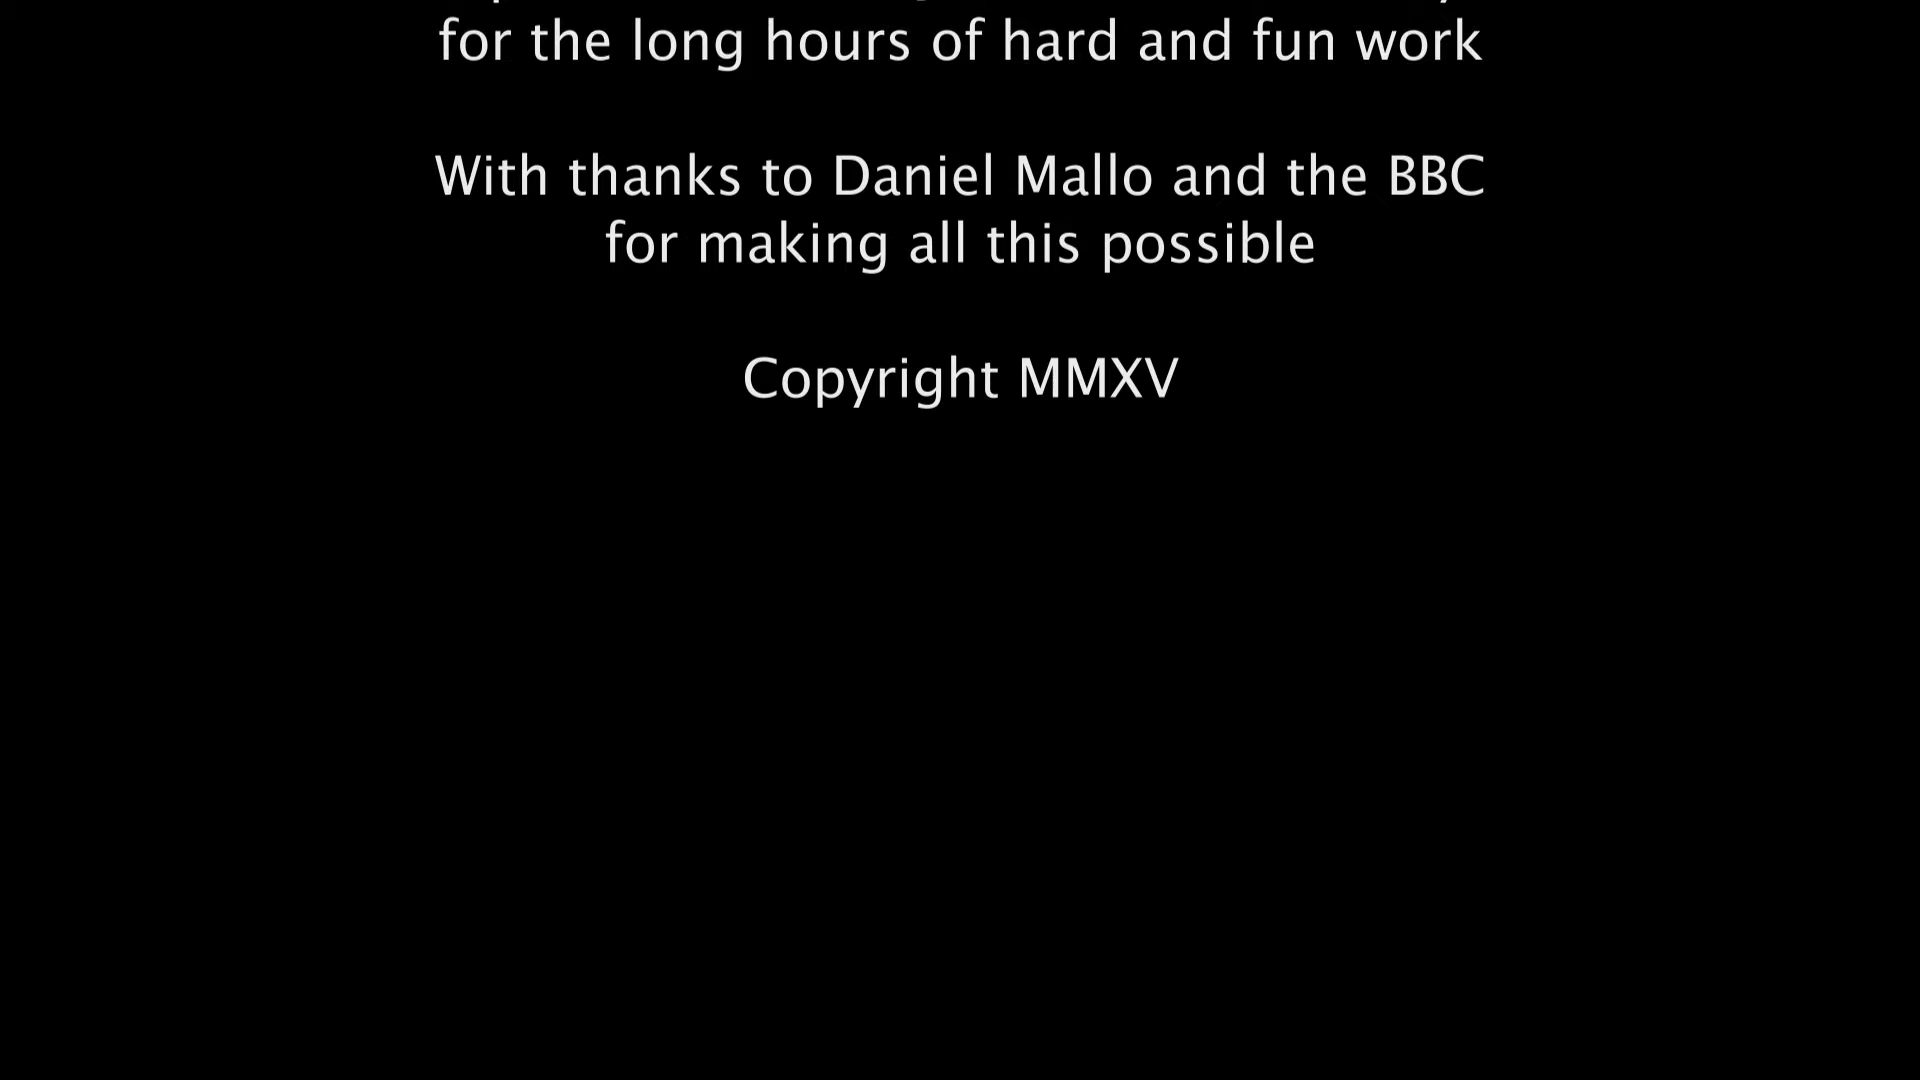 for the long hours of hard and fun work
With thanks to Daniel Mallo and the BBC
for making all this possible
Copyright MMXV